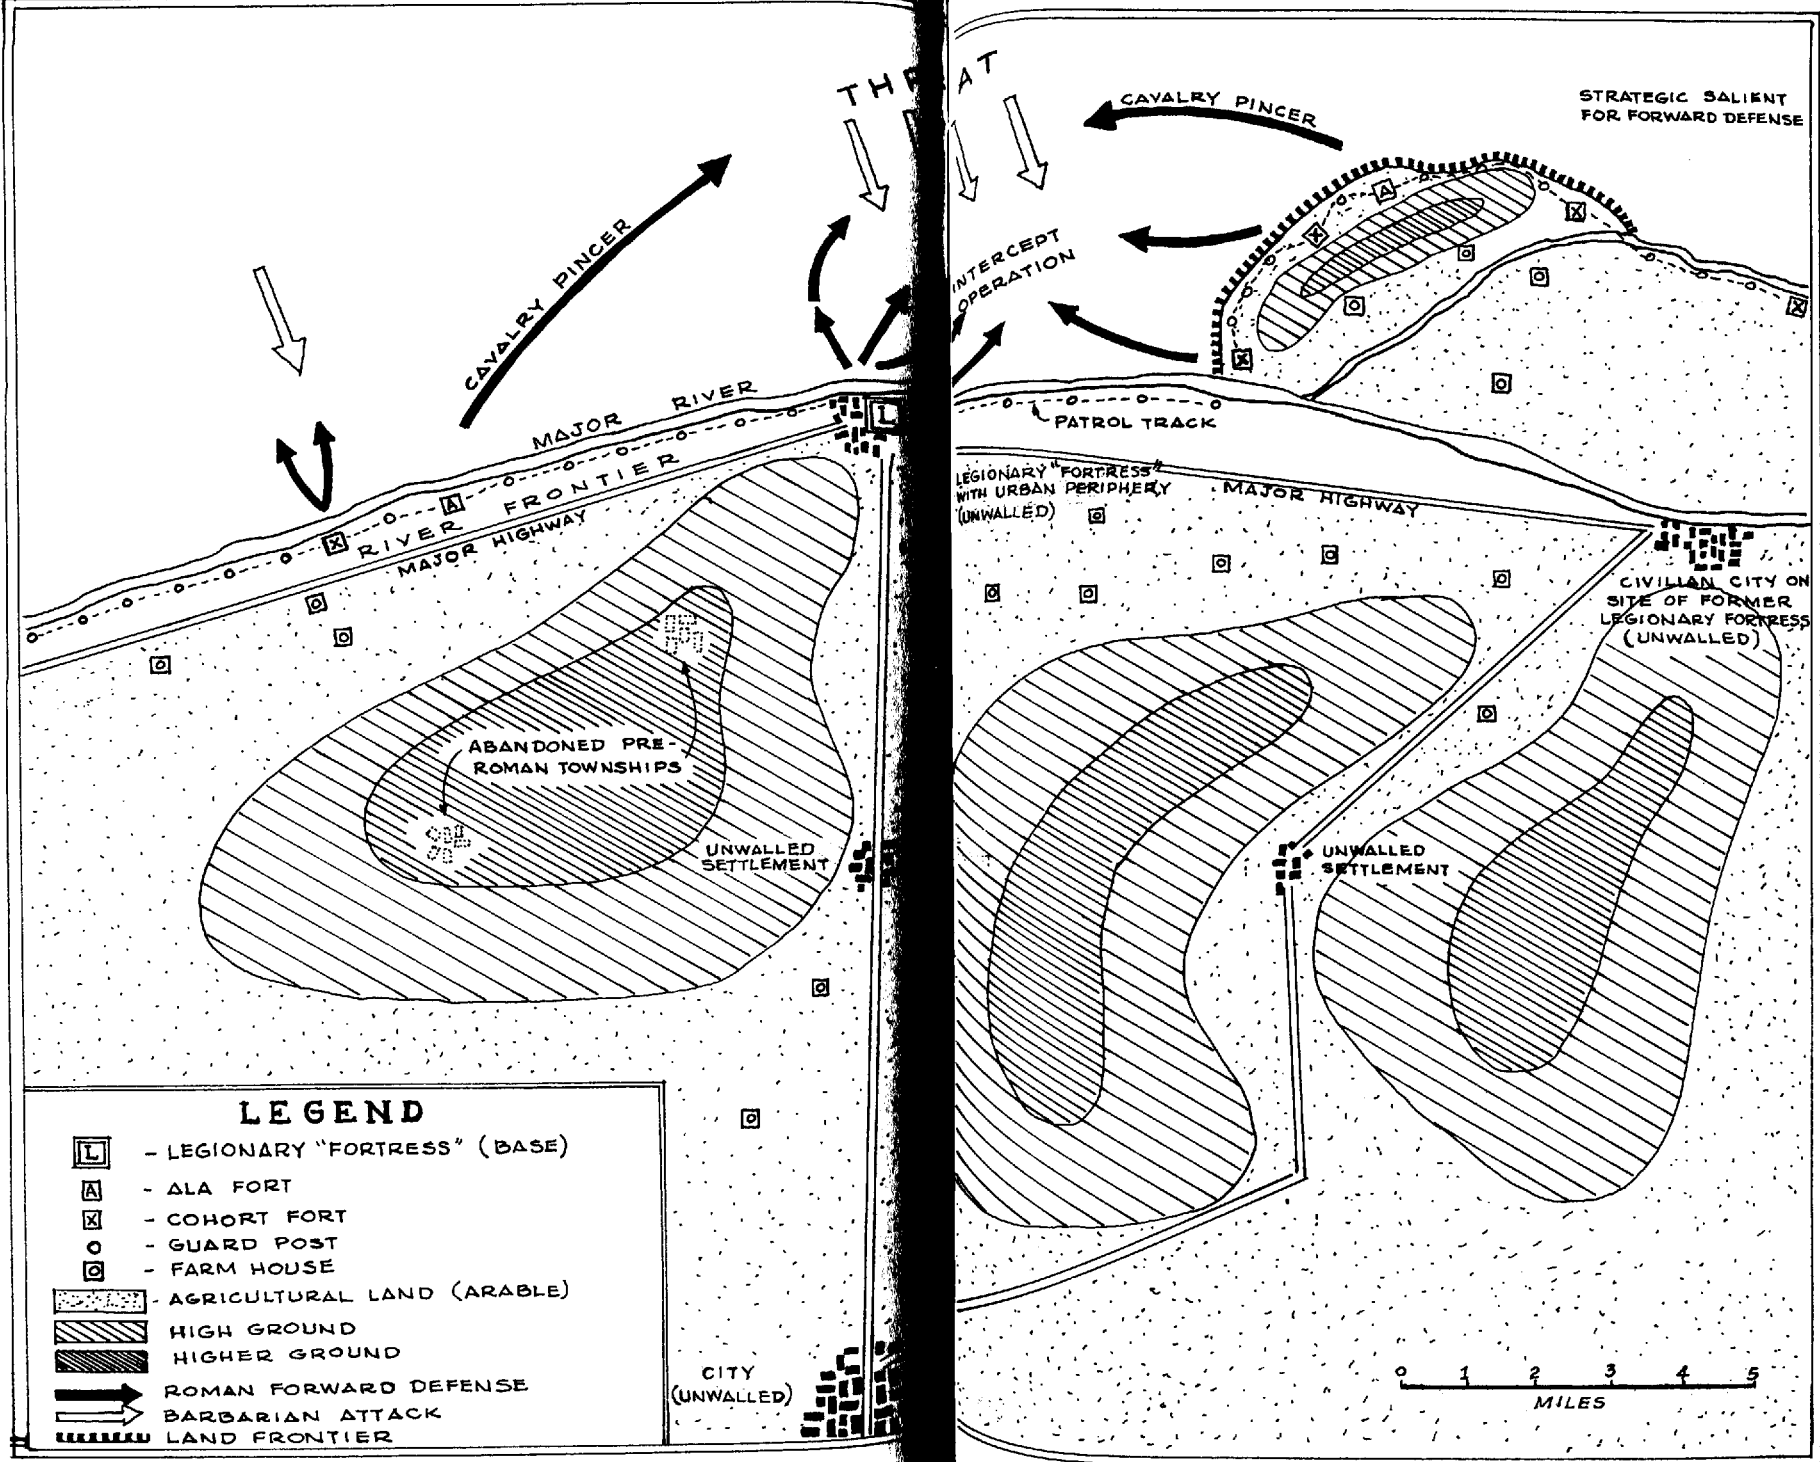 THREAT
CAVALRY PINCER
STRATEGIC SALIENT
FOR FORWARD DEFENSE
CAVALRY PINCER
INTERCEPT
OPERATION
A
X
X
X
X
MAJOR RIVER
L
PATROL TRACK
A
X
RIVER FRONTIER
MAJOR HIGHWAY
LEGIONARY "FORTRESS"
WITH URBAN PERIPHERY
(UNWALLED)
MAJOR HIGHWAY
CIVILIAN CITY ON
SITE OF FORMER
LEGIONARY FORTRESS
(UNWALLED)
ABANDONED PRE-
ROMAN TOWNSHIPS
UNWALLED
SETTLEMENT
UNWALLED
SETTLEMENT
LEGEND
L - LEGIONARY "FORTRESS" (BASE)
A - ALA FORT
X - COHORT FORT
- GUARD POST
- FARM HOUSE
- AGRICULTURAL LAND (ARABLE)
HIGH GROUND
HIGHER GROUND
ROMAN FORWARD DEFENSE
BARBARIAN ATTACK
LAND FRONTIER
CITY
(UNWALLED)
0 1 2 3 4 5
MILES